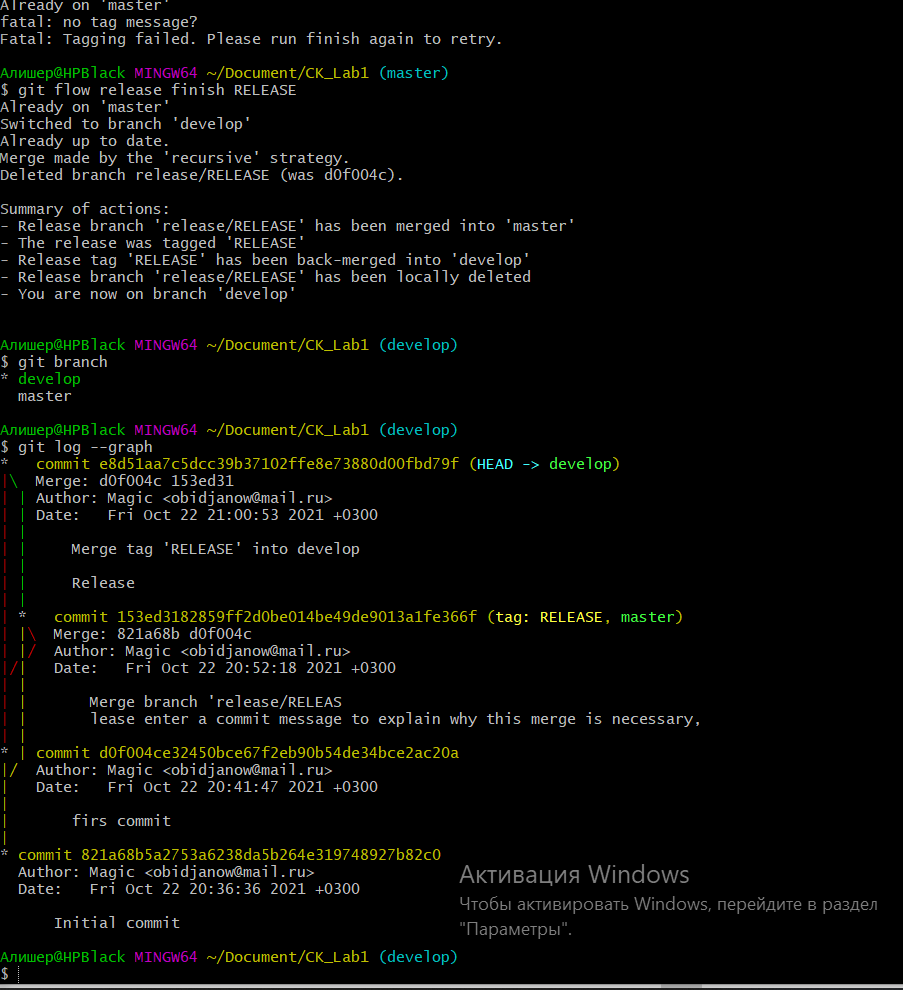 Already on 'master'
fatal: no tag message?
Fatal: Tagging failed. Please run finish again to retry.

Алишер@HPBlack MINGW64 ~/Document/CK_Lab1 (master)
$ git flow release finish RELEASE
Already on 'master'
Switched to branch 'develop'
Already up to date.
Merge made by the 'recursive' strategy.
Deleted branch release/RELEASE (was d0f004c).

Summary of actions:
- Release branch 'release/RELEASE' has been merged into 'master'
- The release was tagged 'RELEASE'
- Release tag 'RELEASE' has been back-merged into 'develop'
- Release branch 'release/RELEASE' has been locally deleted
- You are now on branch 'develop'

Алишер@HPBlack MINGW64 ~/Document/CK_Lab1 (develop)
$ git branch
* develop
  master

Алишер@HPBlack MINGW64 ~/Document/CK_Lab1 (develop)
$ git log --graph
*   commit e8d51aa7c5dcc39b37102ffe8e73880d00fbd79f (HEAD -> develop)
|\  Merge: d0f004c 153ed31
| | Author: Magic <obidjanow@mail.ru>
| | Date:   Fri Oct 22 21:00:53 2021 +0300
| |
| |     Merge tag 'RELEASE' into develop
| |
| |     Release
| |
| *   commit 153ed3182859ff2d0be014be49de9013a1fe366f (tag: RELEASE, master)
| |\  Merge: 821a68b d0f004c
| |/  Author: Magic <obidjanow@mail.ru>
|/|   Date:   Fri Oct 22 20:52:18 2021 +0300
| |
| |       Merge branch 'release/RELEAS
| |       lease enter a commit message to explain why this merge is necessary,
| |
* | commit d0f004ce32450bce67f2eb90b54de34bce2ac20a
|/  Author: Magic <obidjanow@mail.ru>
|   Date:   Fri Oct 22 20:41:47 2021 +0300
|
|       firs commit
|
* commit 821a68b5a2753a6238da5b264e319748927b82c0
  Author: Magic <obidjanow@mail.ru>
  Date:   Fri Oct 22 20:36:36 2021 +0300

      Initial commit

Алишер@HPBlack MINGW64 ~/Document/CK_Lab1 (develop)
$
Активация Windows
Чтобы активировать Windows, перейдите в раздел
"Параметры".